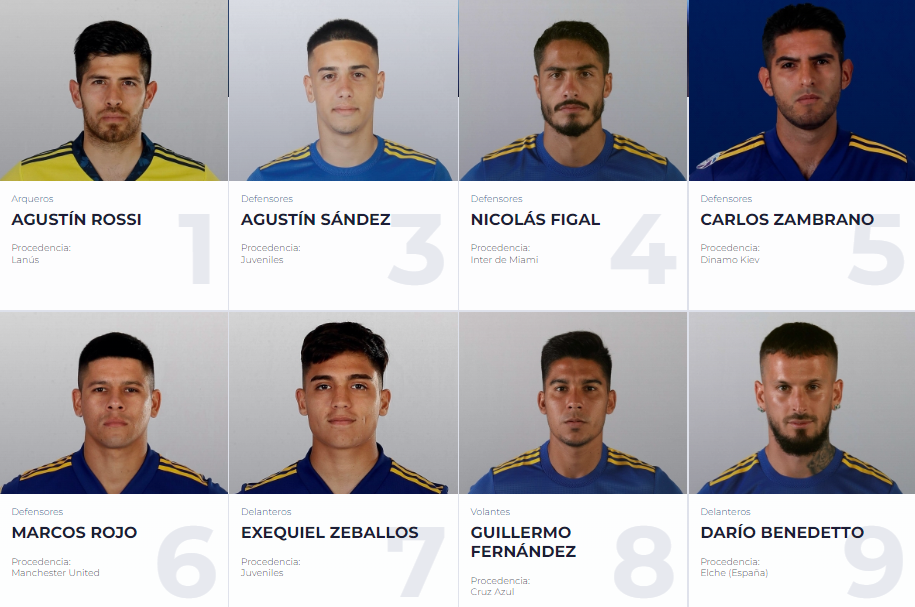 Arqueros
AGUSTÍN ROSSI
Procedencia:
Lanús
1
Defensores
AGUSTÍN SÁNDEZ
Procedencia:
Juveniles
3
Defensores
NICOLÁS FIGAL
Procedencia:
Inter de Miami
4
Defensores
CARLOS ZAMBRANO
Procedencia:
Dinamo Kiev
5
Defensores
MARCOS ROJO
Procedencia:
Manchester United
6
Delanteros
EXEQUIEL ZEBALLOS
Procedencia:
Juveniles
7
Volantes
GUILLERMO
FERNÁNDEZ
Procedencia:
Cruz Azul
8
Delanteros
DARÍO BENEDETTO
Procedencia:
Elche (España)
9